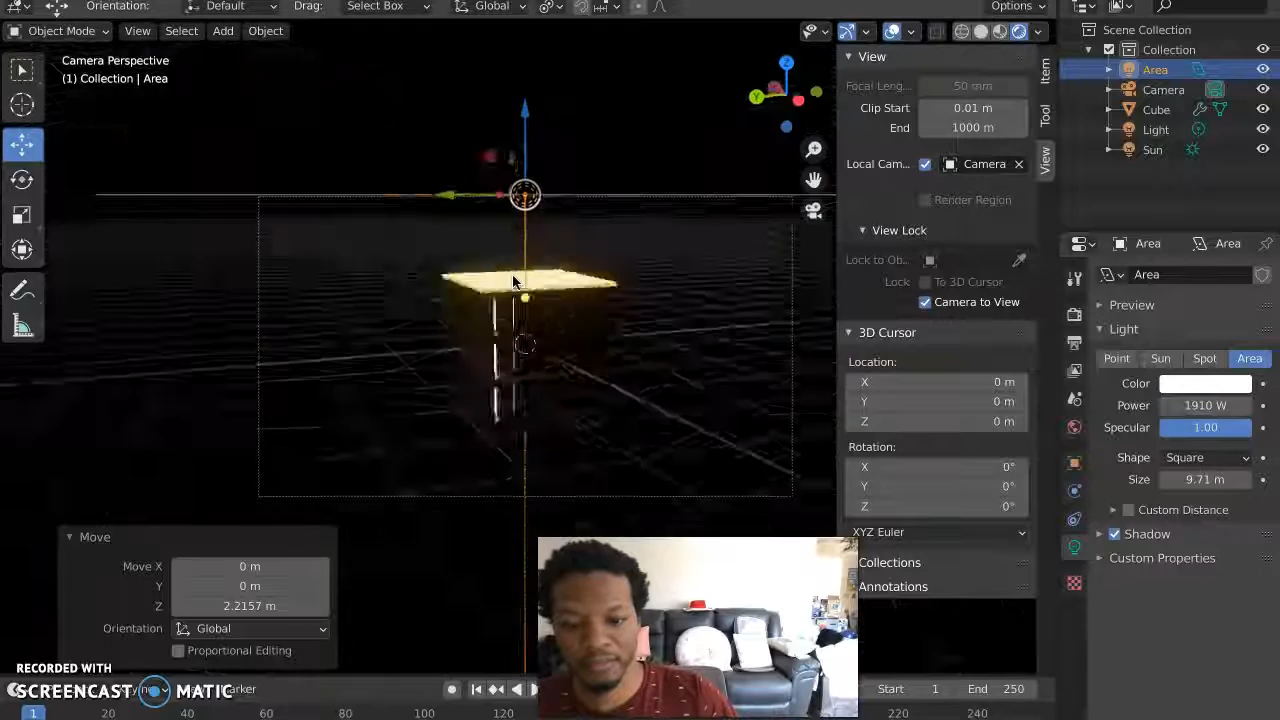 Orientation: Default Drag: Select Box Global Options
Object Mode View Select Add Object
Camera Perspective
(1) Collection | Area
Z
Y
View
Focal Leng... 50 mm
Clip Start 0.01 m
End 1000 m
Local Cam... Camera
Render Region
View Lock
Lock to Ob...
Lock To 3D Cursor
Camera to View
3D Cursor
Location:
X 0 m
Y 0 m
Z 0 m
Rotation:
X 0°
Y 0°
Z 0°
XYZ Euler
Collections
Annotations
Item
Tool
View
Scene Collection
Collection
Area
Camera
Cube
Light
Sun
Area Area
Area
Preview
Light
Point Sun Spot Area
Color
Power 1910 W
Specular 1.00
Shape Square
Size 9.71 m
Custom Distance
Shadow
Custom Properties
Move
Move X 0 m
Y 0 m
Z 2.2157 m
Orientation Global
Proportional Editing
RECORDED WITH
SCREENCAST MATIC
Marker
Start 1 End 250
1 20 40 60 80 100 120 220 240